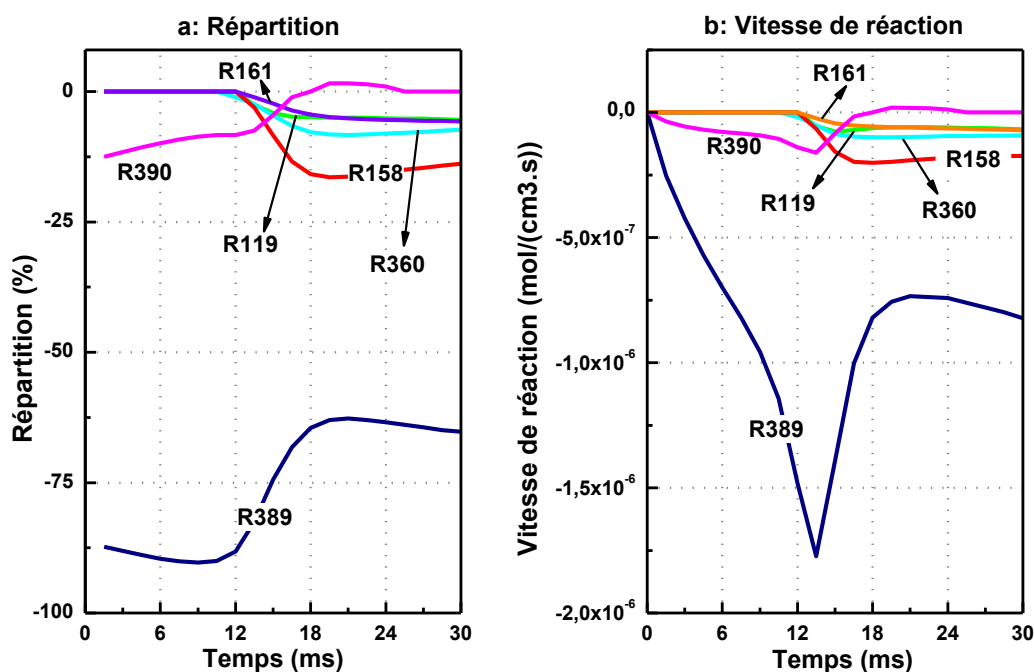 a: Répartition
0
-25
-50
-75
-100
0
6
12
18
24
30
Répartition (%)
Temps (ms)
R161
R390
R158
R119
R360
R389
b: Vitesse de réaction
0,0
-5,0x10⁻⁷
-1,0x10⁻⁶
-1,5x10⁻⁶
-2,0x10⁻⁶
0
6
12
18
24
30
Vitesse de réaction (mol/(cm3.s))
Temps (ms)
R161
R390
R158
R119
R360
R389